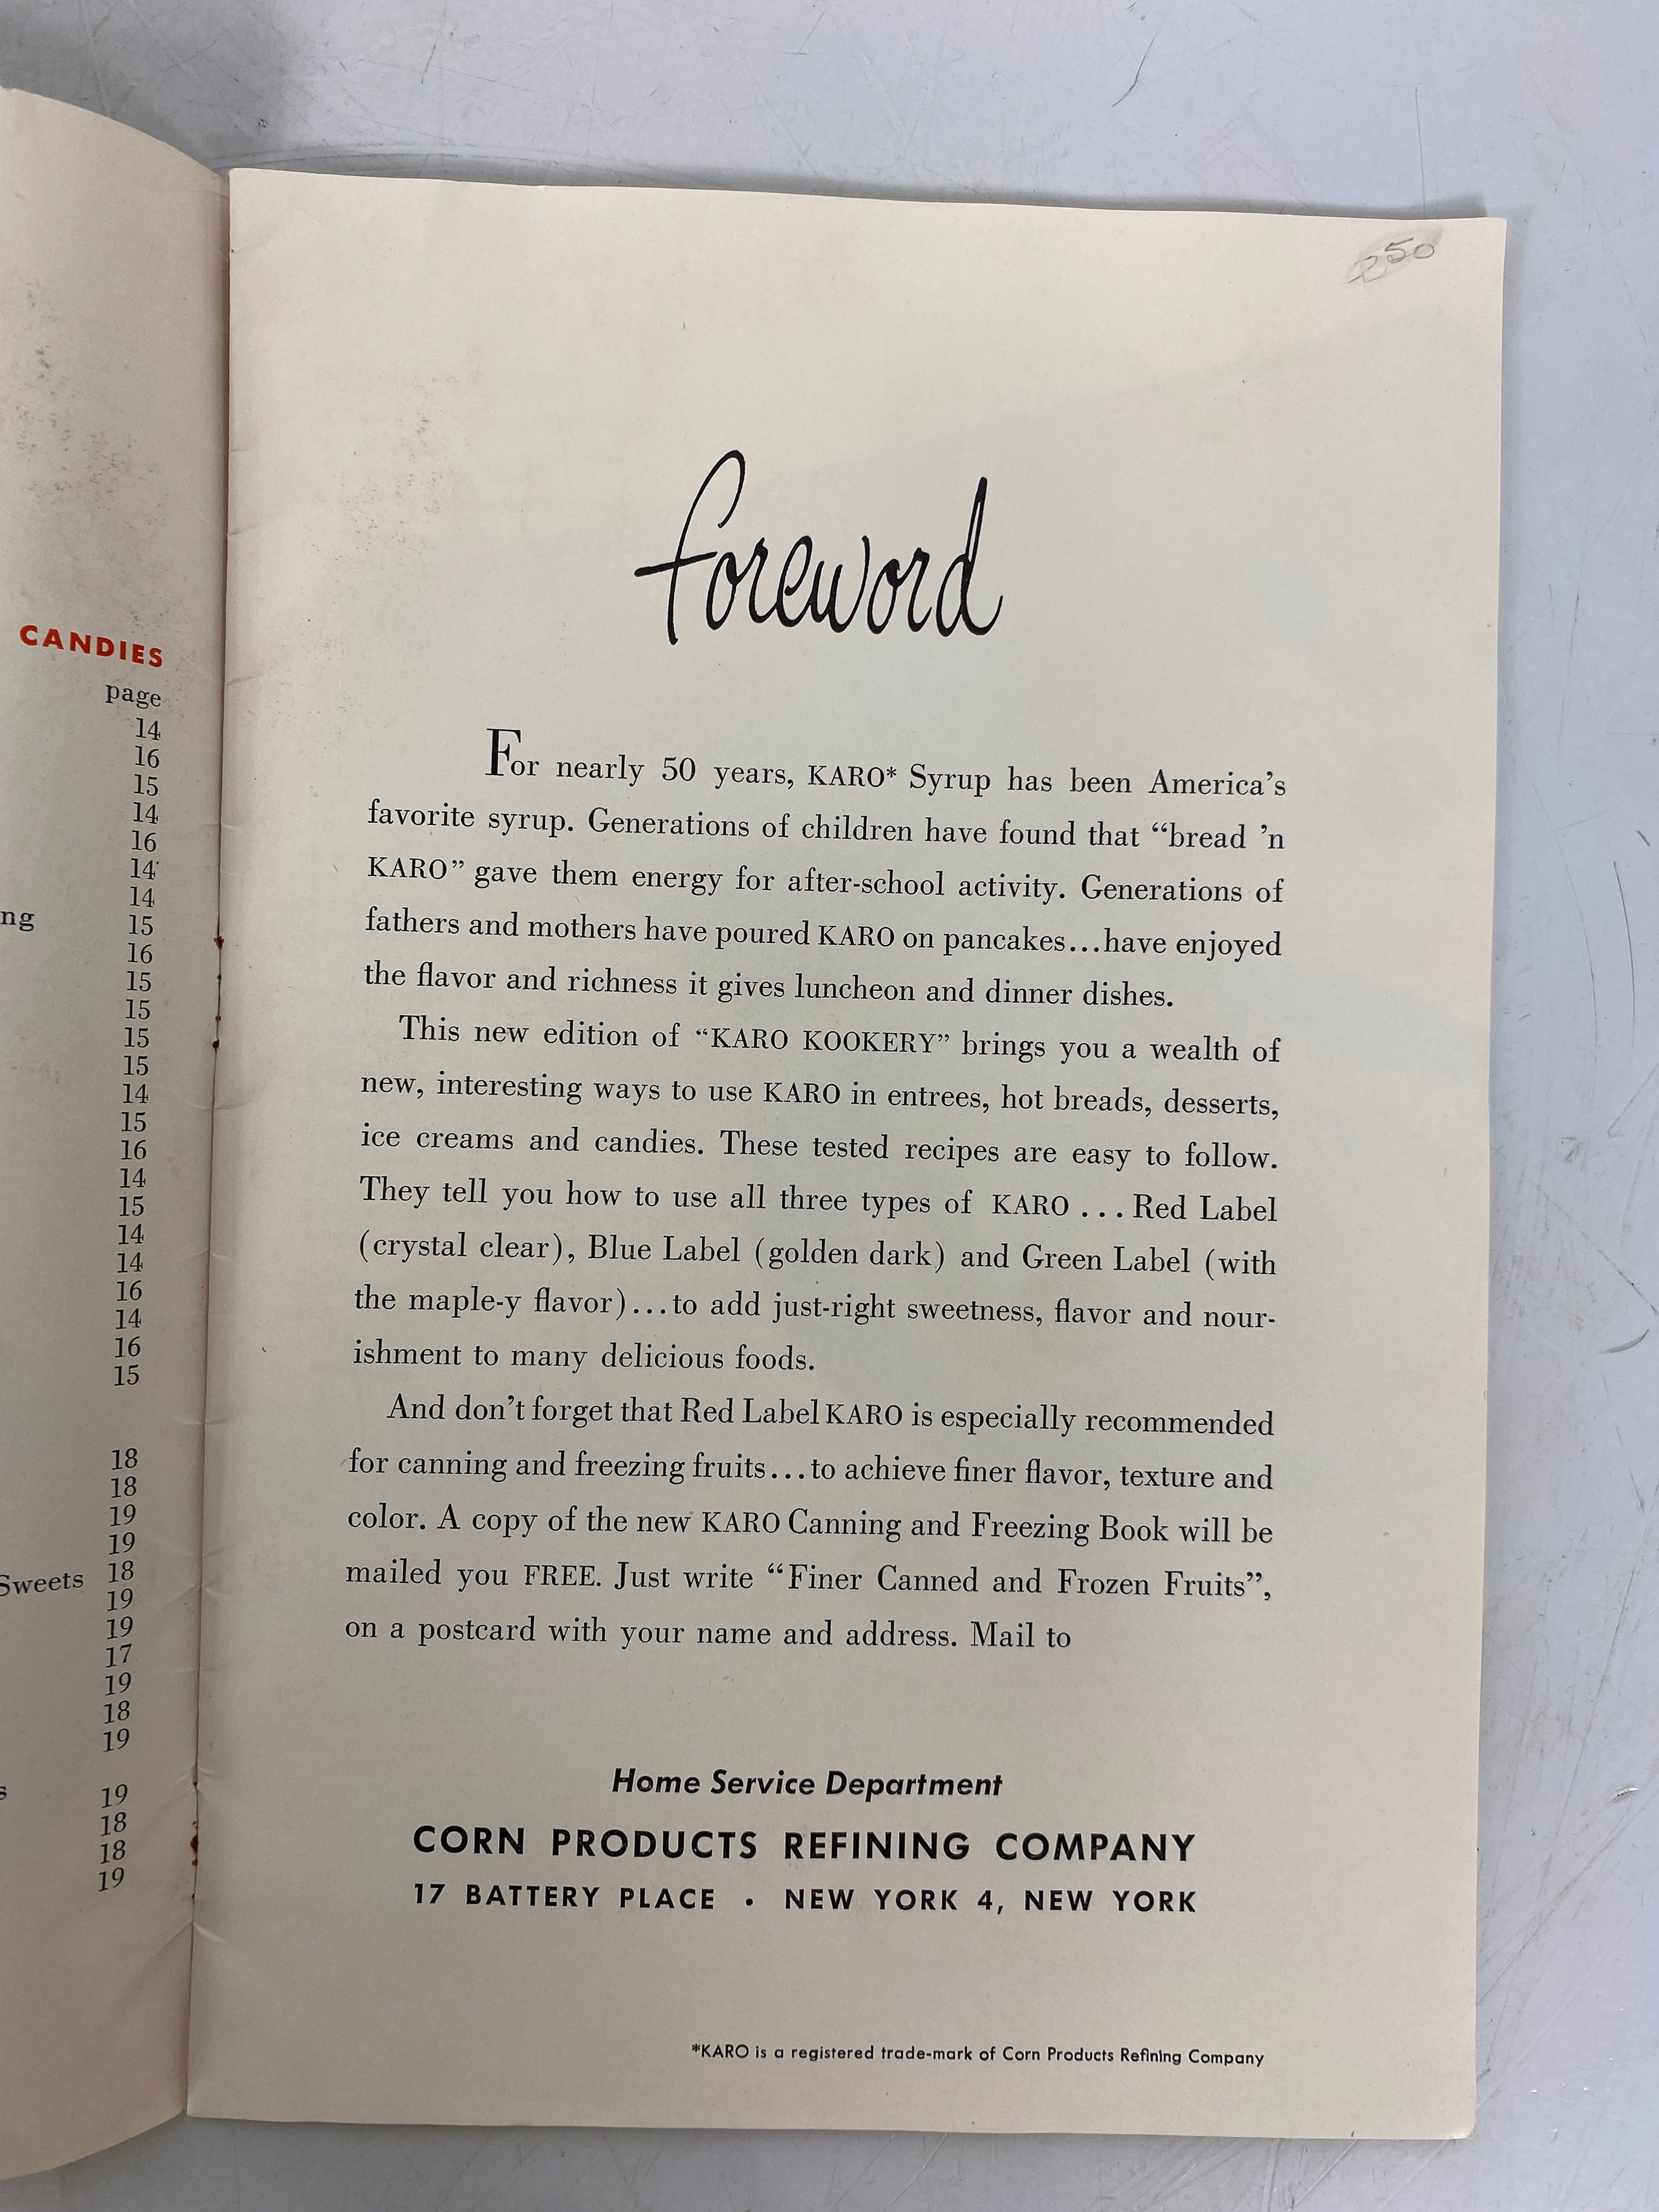 CANDIES
page
14
16
15
14
16
14
14
ng 15
16
15
15
15
15
14
15
16
14
15
14
14
16
14
16
15
18
18
19
19
Sweets 18
19
19
17
19
18
19
s 19
18
18
19
250
foreword
For nearly 50 years, KARO* Syrup has been America's
favorite syrup. Generations of children have found that “bread ’n
KARO” gave them energy for after-school activity. Generations of
fathers and mothers have poured KARO on pancakes...have enjoyed
the flavor and richness it gives luncheon and dinner dishes.
This new edition of “KARO KOOKERY” brings you a wealth of
new, interesting ways to use KARO in entrees, hot breads, desserts,
ice creams and candies. These tested recipes are easy to follow.
They tell you how to use all three types of KARO ... Red Label
(crystal clear), Blue Label (golden dark) and Green Label (with
the maple-y flavor)...to add just-right sweetness, flavor and nour-
ishment to many delicious foods.
And don't forget that Red Label KARO is especially recommended
for canning and freezing fruits...to achieve finer flavor, texture and
color. A copy of the new KARO Canning and Freezing Book will be
mailed you FREE. Just write “Finer Canned and Frozen Fruits”,
on a postcard with your name and address. Mail to
Home Service Department
CORN PRODUCTS REFINING COMPANY
17 BATTERY PLACE • NEW YORK 4, NEW YORK
*KARO is a registered trade-mark of Corn Products Refining Company